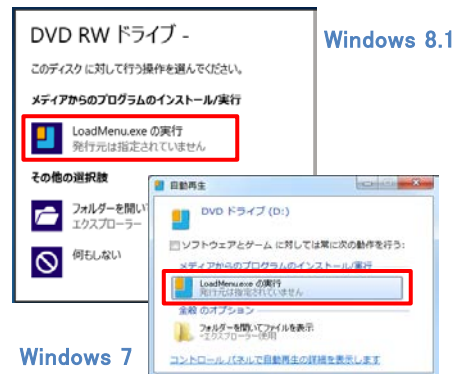 DVD RW ドライブ -
Windows 8.1
このディスクに対して行う操作を選んでください。
メディアからのプログラムのインストール/実行
LoadMenu.exe の実行
発行元は指定されていません
その他の選択肢
フォルダーを開い
エクスプローラー
何もしない
自動再生
DVD ドライブ (D:)
ソフトウェアとゲーム に対しては常に次の動作を行う:
メディアからのプログラムのインストール/実行
LoadMenu.exe の実行
発行元は指定されていません
全般 のオプション
フォルダーを開いてファイルを表示
-エクスプローラー使用
コントロール パネルで自動再生の詳細を表示します
Windows 7